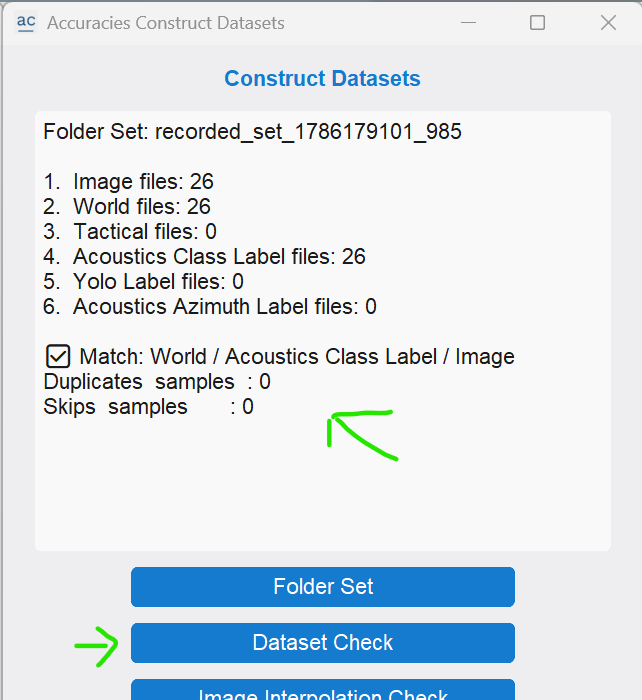 ac Accuracies Construct Datasets
Construct Datasets
Folder Set: recorded_set_1786179101_985
1. Image files: 26
2. World files: 26
3. Tactical files: 0
4. Acoustics Class Label files: 26
5. Yolo Label files: 0
6. Acoustics Azimuth Label files: 0
Match: World / Acoustics Class Label / Image
Duplicates samples : 0
Skips samples : 0
Folder Set
Dataset Check
Image Interpolation Check